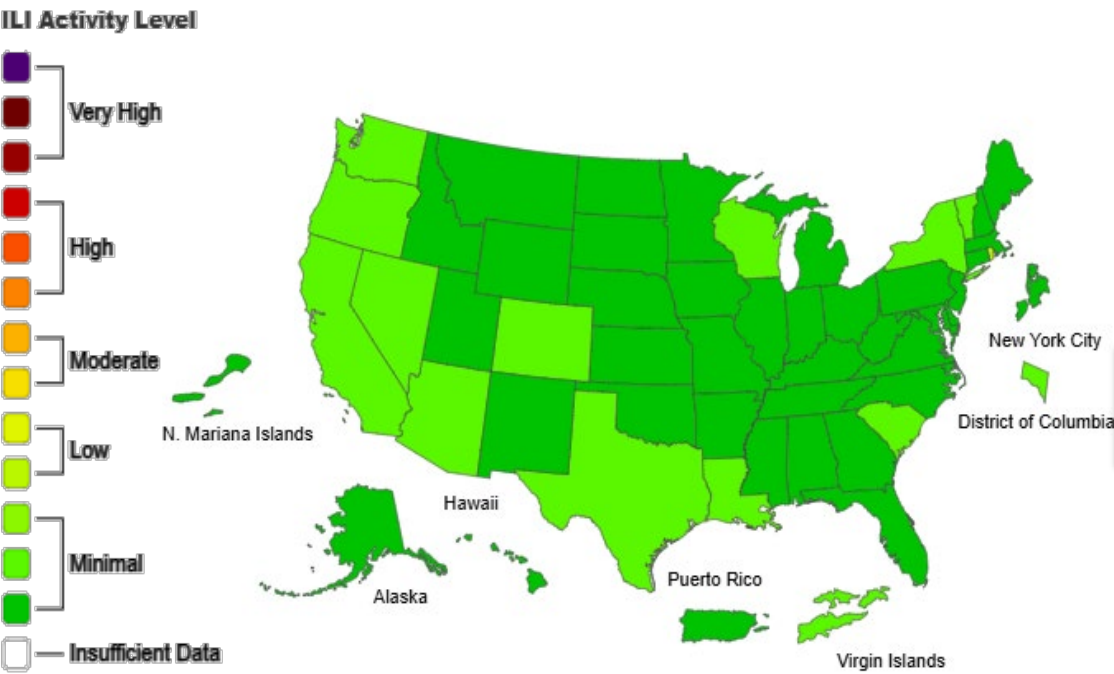 ILI Activity Level
Very High
High
Moderate
Low
Minimal
Insufficient Data
New York City
District of Columbia
N. Mariana Islands
Hawaii
Alaska
Puerto Rico
Virgin Islands